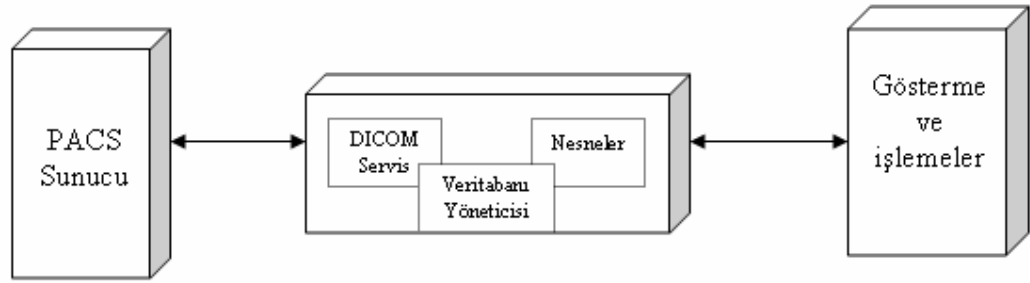 PACS
Sunucu
DICOM
Servis
Nesneler
Veritabanı
Yöneticisi
Gösterme
ve
işlemeler